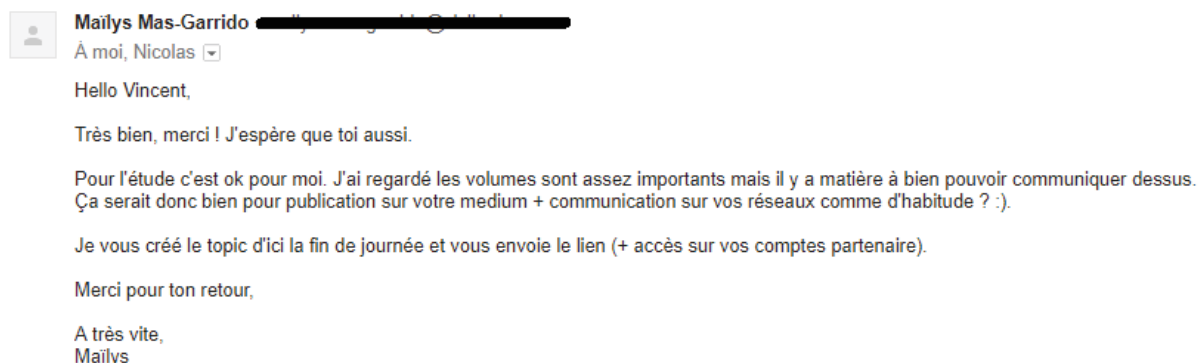 Maïlys Mas-Garrido
À moi, Nicolas
Hello Vincent,
Très bien, merci ! J'espère que toi aussi.
Pour l'étude c'est ok pour moi. J'ai regardé les volumes sont assez importants mais il y a matière à bien pouvoir communiquer dessus.
Ça serait donc bien pour publication sur votre medium + communication sur vos réseaux comme d'habitude ? :).
Je vous créé le topic d'ici la fin de journée et vous envoie le lien (+ accès sur vos comptes partenaire).
Merci pour ton retour,
A très vite,
Maïlys